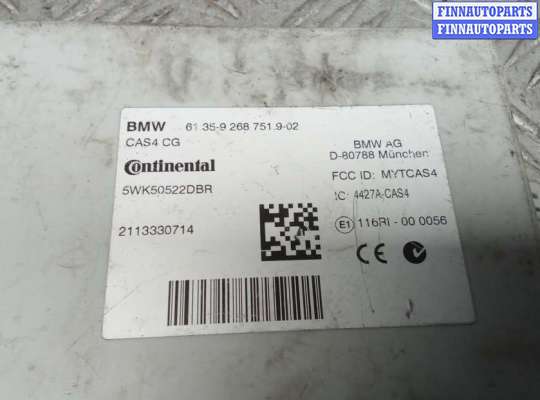 FINNAUTOPARTS
FINNAUTOPARTS
FINNAUTOPARTS
BMW 61 35-9 268 751.9-02
CAS4 CG
Continental
5WK50522DBR
2113330714
BMW AG
D-80788 München
FCC ID: MYTCAS4
IC: 4427A-CAS4
E1 116RI - 00 0056
CE